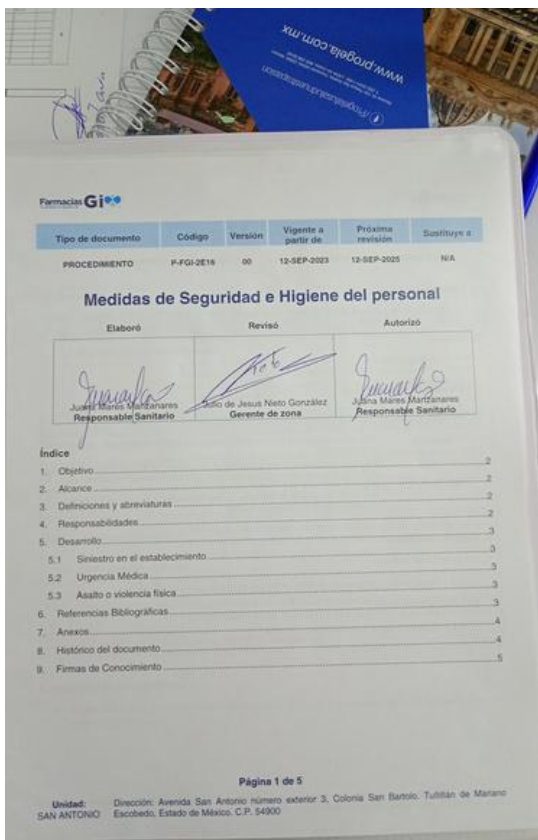 www.progela.com.mx
Farmacias Gi
Tipo de documento Código Versión Vigente a partir de Próxima revisión Sustituye a
PROCEDIMIENTO P-FGI-2E16 00 12-SEP-2023 12-SEP-2025 N/A
Medidas de Seguridad e Higiene del personal
Elaboró Revisó Autorizó
Juana Mares Manzanares Julio de Jesus Nieto González Juana Mares Manzanares
Responsable Sanitario Gerente de zona Responsable Sanitario
Índice
1. Objetivo 2
2. Alcance 2
3. Definiciones y abreviaturas 2
4. Responsabilidades 2
5. Desarrollo 3
5.1 Siniestro en el establecimiento 3
5.2 Urgencia Médica 3
5.3 Asalto o violencia física 3
6. Referencias Bibliográficas 3
7. Anexos 4
8. Histórico del documento 4
9. Firmas de Conocimiento 5
Página 1 de 5
Unidad: Dirección: Avenida San Antonio número exterior 3, Colonia San Bartolo, Tultitlán de Mariano
SAN ANTONIO Escobedo, Estado de México. C.P. 54900